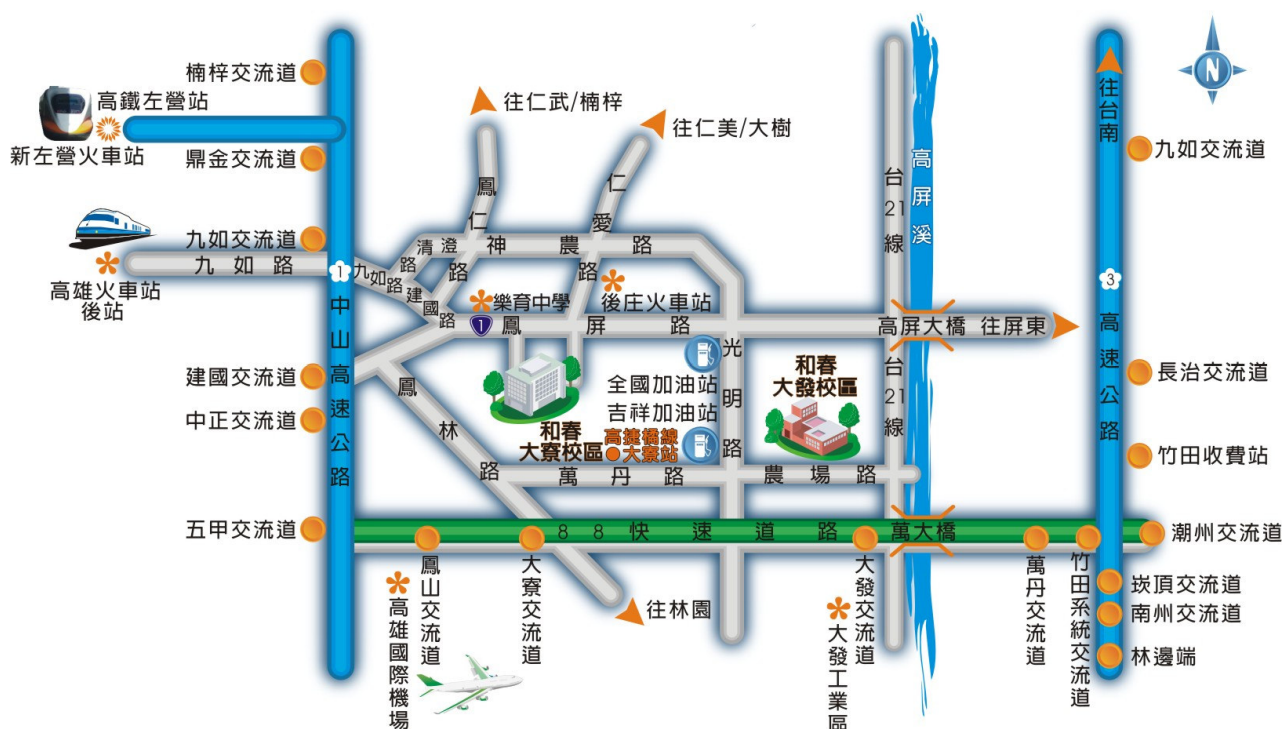 楠梓交流道
高鐵左營站
新左營火車站
鼎金交流道
九如交流道
九如路
高雄火車站
後站
建國交流道
中正交流道
五甲交流道
1
中山高速公路
往仁武/楠梓
往仁美/大樹
鳳仁路
仁愛路
清澄路
神農路
九如路
建國路
樂育中學
後庄火車站
1
鳳屏路
高屏大橋
往屏東
鳳林路
和春
大寮校區
全國加油站
吉祥加油站
高捷橘線
大寮站
光明路
和春
大發校區
台21線
台21線
高屏溪
萬丹路
農場路
88快速道路
萬大橋
鳳山交流道
高雄國際機場
大寮交流道
往林園
大發交流道
大發工業區
萬丹交流道
竹田系統交流道
N
往台南
3
高速公路
九如交流道
長治交流道
竹田收費站
潮州交流道
崁頂交流道
南州交流道
林邊端